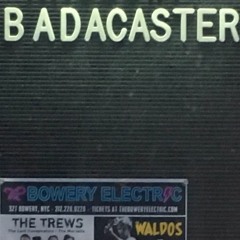 BADACASTER
BOWERY ELECTRIC
327 BOWERY, NYC • 212.228.0228 • TICKETS AT THEBOWERYELECTRIC.COM
THE TREWS
WALDOS